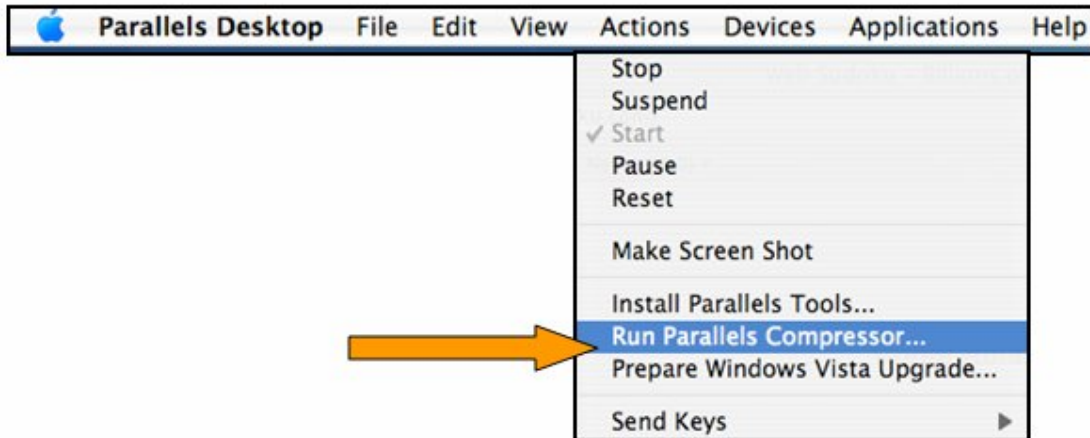 Parallels Desktop File Edit View Actions Devices Applications Help
Stop
Suspend
✓ Start
Pause
Reset
Make Screen Shot
Install Parallels Tools...
Run Parallels Compressor...
Prepare Windows Vista Upgrade...
Send Keys